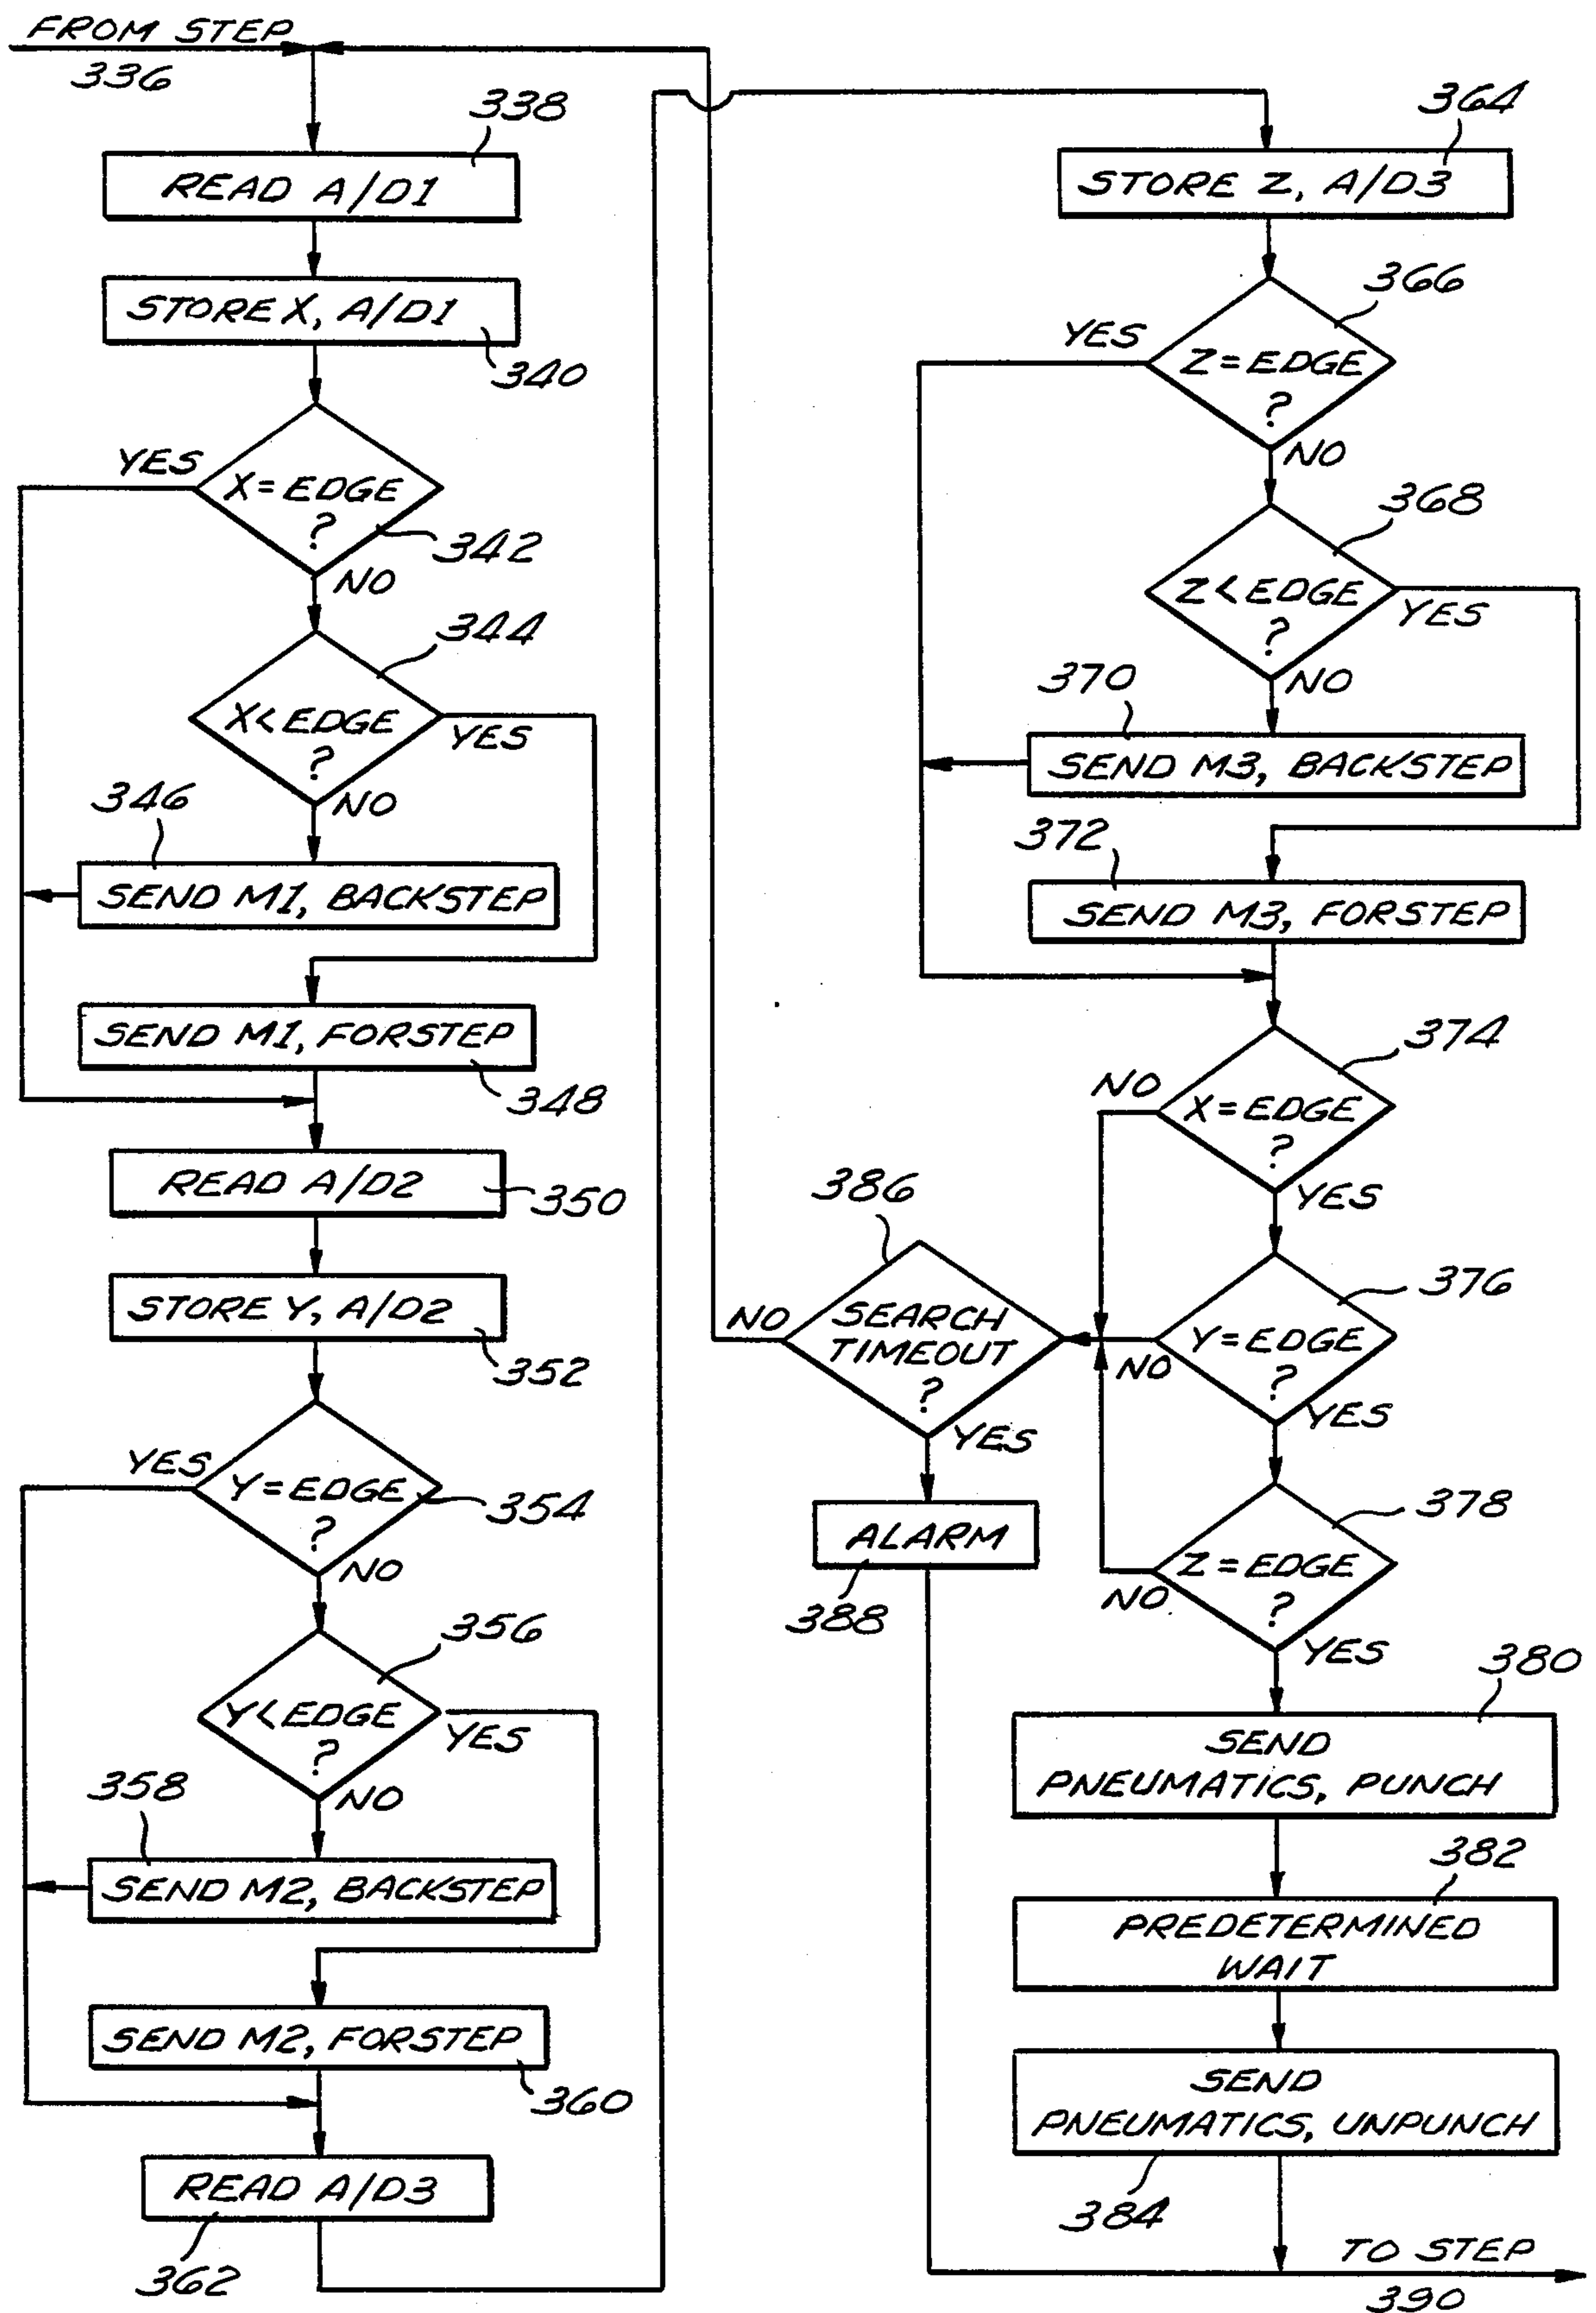 FROM STEP
336
338
READ A/D1
STORE X, A/D1
340
YES
X = EDGE
?
342
NO
344
X < EDGE
?
YES
NO
346
SEND M1, BACKSTEP
SEND M1, FORSTEP
348
READ A/D2
350
STORE Y, A/D2
352
YES
Y = EDGE
?
354
NO
356
Y < EDGE
?
YES
NO
358
SEND M2, BACKSTEP
SEND M2, FORSTEP
360
READ A/D3
362
364
STORE Z, A/D3
366
YES
Z = EDGE
?
NO
368
Z < EDGE
?
YES
NO
370
SEND M3, BACKSTEP
372
SEND M3, FORSTEP
374
NO
X = EDGE
?
YES
376
Y = EDGE
?
NO
YES
378
Z = EDGE
?
NO
YES
386
SEARCH
TIMEOUT
?
NO
YES
ALARM
388
380
SEND
PNEUMATICS, PUNCH
382
PREDETERMINED
WAIT
SEND
PNEUMATICS, UNPUNCH
384
TO STEP
390